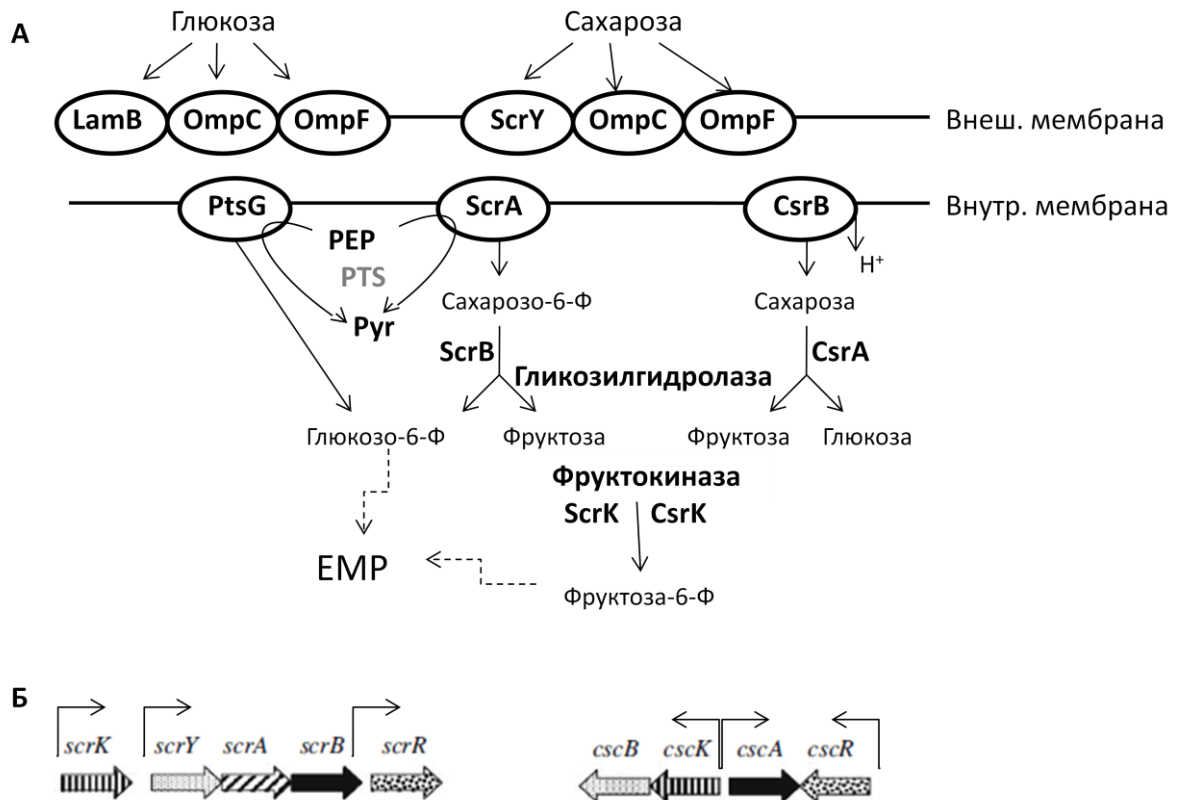 А
Глюкоза
Сахароза
LamB OmpC OmpF ScrY OmpC OmpF Внеш. мембрана
PtsG ScrA CsrB Внутр. мембрана
PEP
H+
PTS
Сахарозо-6-Ф Сахароза
Pyr
ScrB CsrA
Гликозилгидролаза
Глюкозо-6-Ф Фруктоза Фруктоза Глюкоза
Фруктокиназа
ScrK CsrK
EMP
Фруктоза-6-Ф
Б
scrK scrY scrA scrB scrR cscB cscK cscA cscR